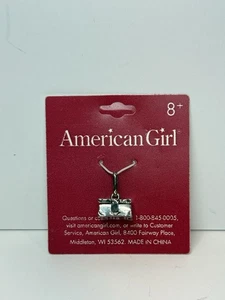 8+
American Girl
Questions or comments? 1-800-845-0005,
visit americangirl.com, or write to Customer
Service, American Girl, 8400 Fairway Place,
Middleton, WI 53562. MADE IN CHINA